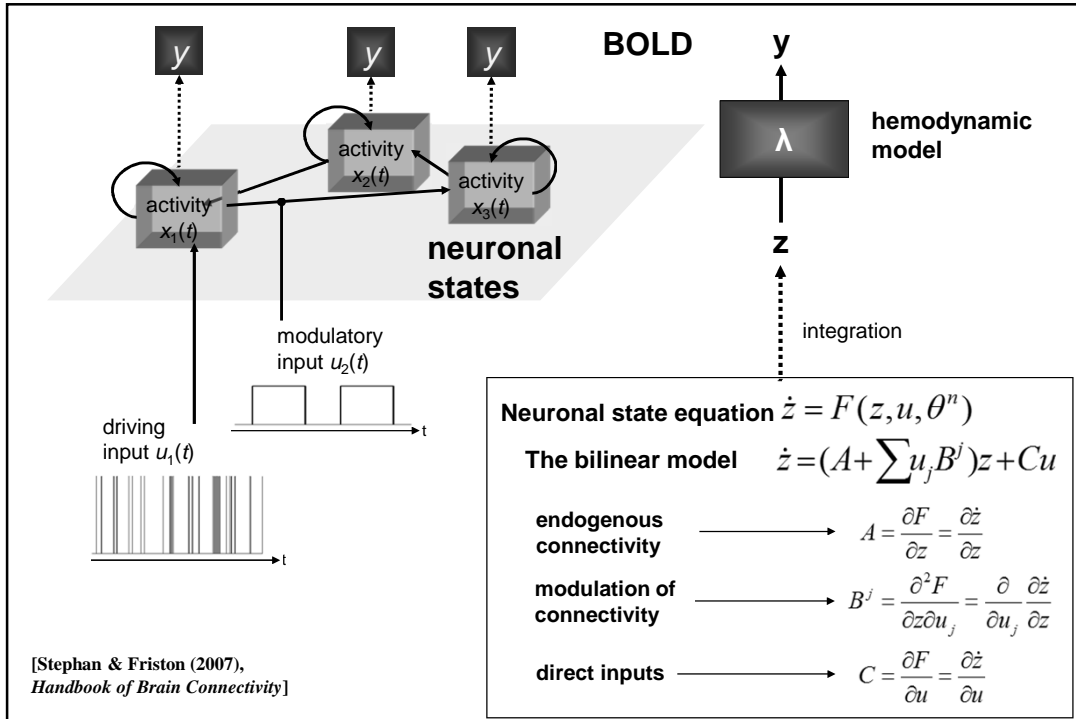 BOLD
y
y
y
y
λ
hemodynamic
model
activity
x₂(t)
activity
x₃(t)
activity
x₁(t)
neuronal
states
z
integration
modulatory
input u₂(t)
t
driving
input u₁(t)
t
Neuronal state equation ż = F(z, u, θⁿ)
The bilinear model ż = (A + ∑ uⱼBʲ)z + Cu
endogenous
connectivity
A = ∂F/∂z = ∂ż/∂z
modulation of
connectivity
Bʲ = ∂²F/∂z∂uⱼ = ∂/∂uⱼ ∂ż/∂z
direct inputs
C = ∂F/∂u = ∂ż/∂u
[Stephan & Friston (2007),
Handbook of Brain Connectivity]